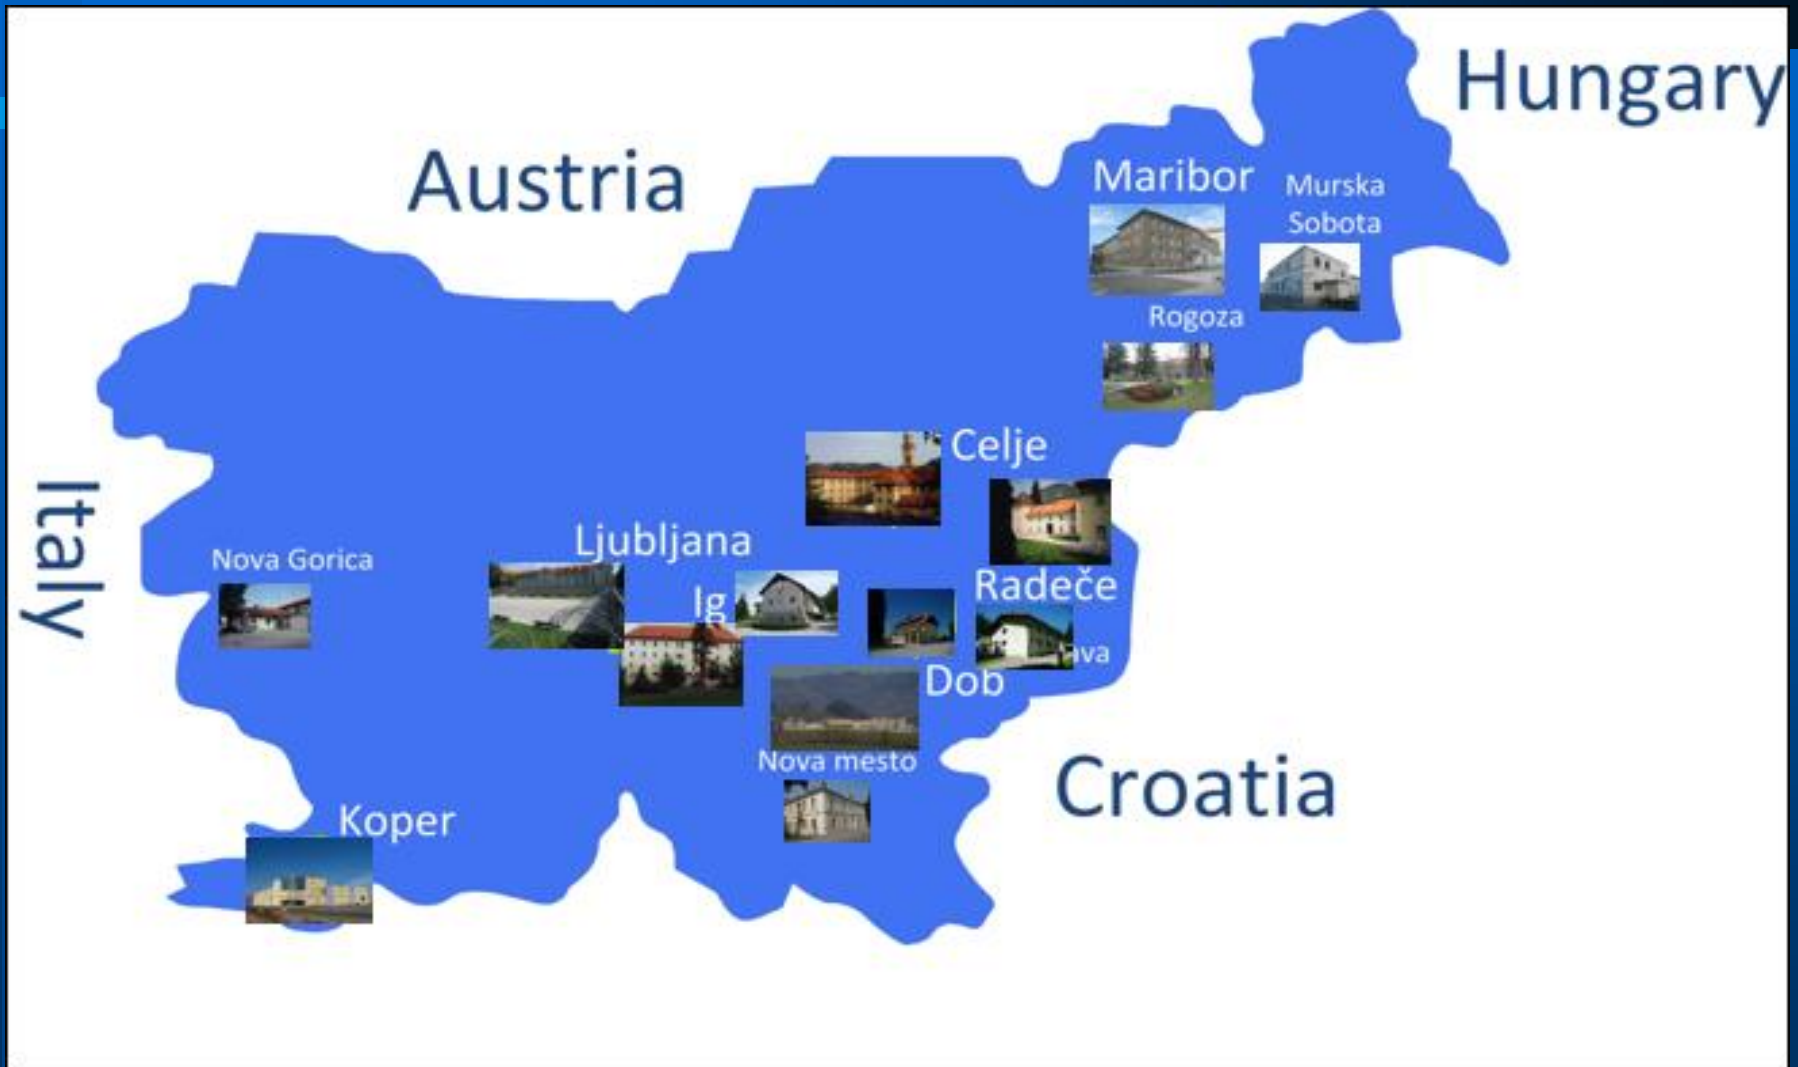 Hungary
Austria
Maribor
Murska
Sobota
Rogoza
Celje
Italy
Ljubljana
Nova Gorica
Radeče
Ig
Dob
Nova mesto
Croatia
Koper